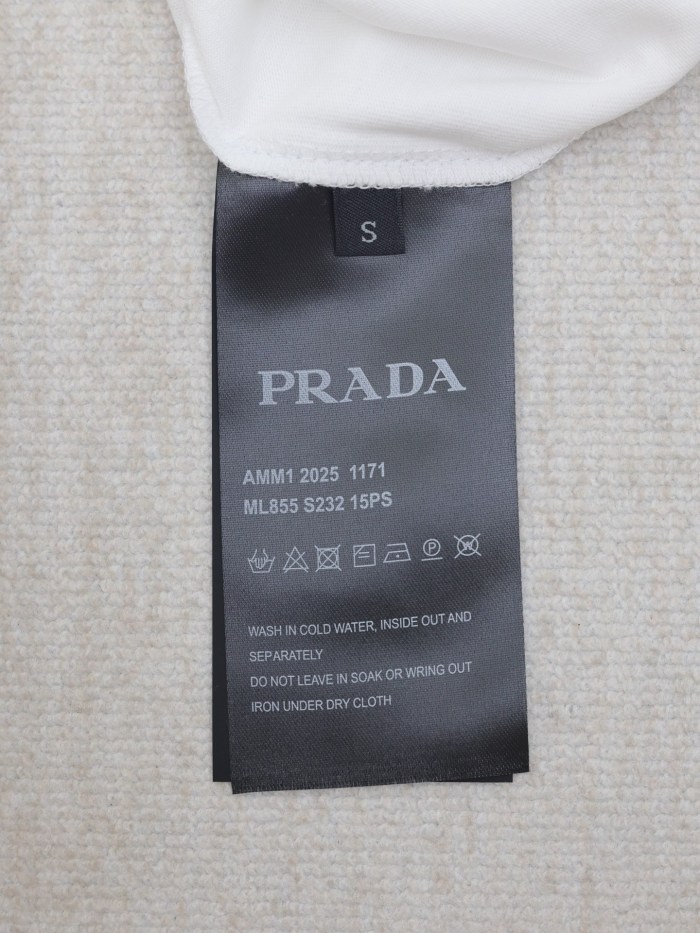 S
PRADA
AMM1 2025 1171
ML855 S232 15PS
P W
WASH IN COLD WATER, INSIDE OUT AND
SEPARATELY
DO NOT LEAVE IN SOAK OR WRING OUT
IRON UNDER DRY CLOTH